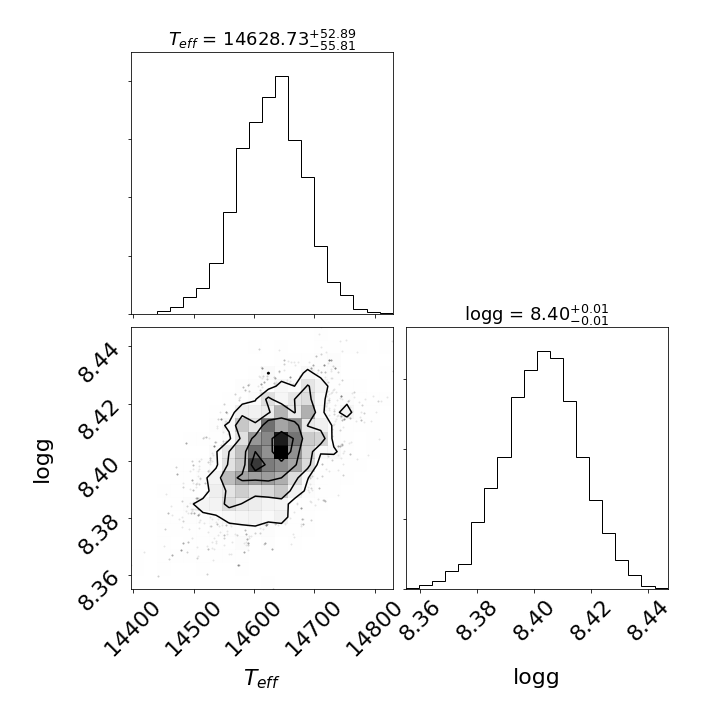 T_eff = 14628.73 +52.89 −55.81
logg = 8.40 +0.01 −0.01
8.44
8.42
8.40
8.38
8.36
logg
14400 14500 14600 14700 14800
8.36 8.38 8.40 8.42 8.44
T_eff
logg